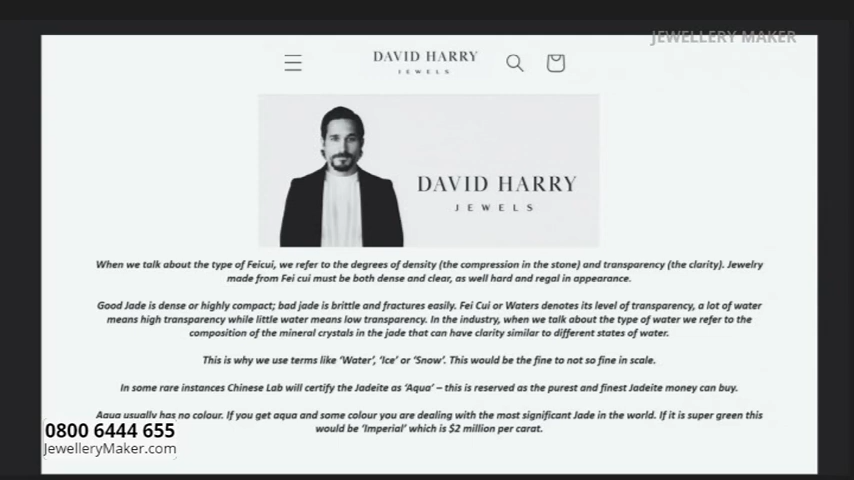 JEWELLERY MAKER
DAVID HARRY
JEWELS
DAVID HARRY
JEWELS
When we talk about the type of Feicui, we refer to the degrees of density (the compression in the stone) and transparency (the clarity). Jewelry
made from Fei cui must be both dense and clear, as well hard and regal in appearance.
Good Jade is dense or highly compact; bad jade is brittle and fractures easily. Fei Cui or Waters denotes its level of transparency, a lot of water
means high transparency while little water means low transparency. In the industry, when we talk about the type of water we refer to the
composition of the mineral crystals in the jade that can have clarity similar to different states of water.
This is why we use terms like ‘Water’, ‘Ice’ or ‘Snow’. This would be the fine to not so fine in scale.
In some rare instances Chinese Lab will certify the Jadeite as ‘Aqua’ – this is reserved as the purest and finest Jadeite money can buy.
Aqua usually has no colour. If you get aqua and some colour you are dealing with the most significant Jade in the world. If it is super green this
would be ‘Imperial’ which is $2 million per carat.
0800 6444 655
JewelleryMaker.com